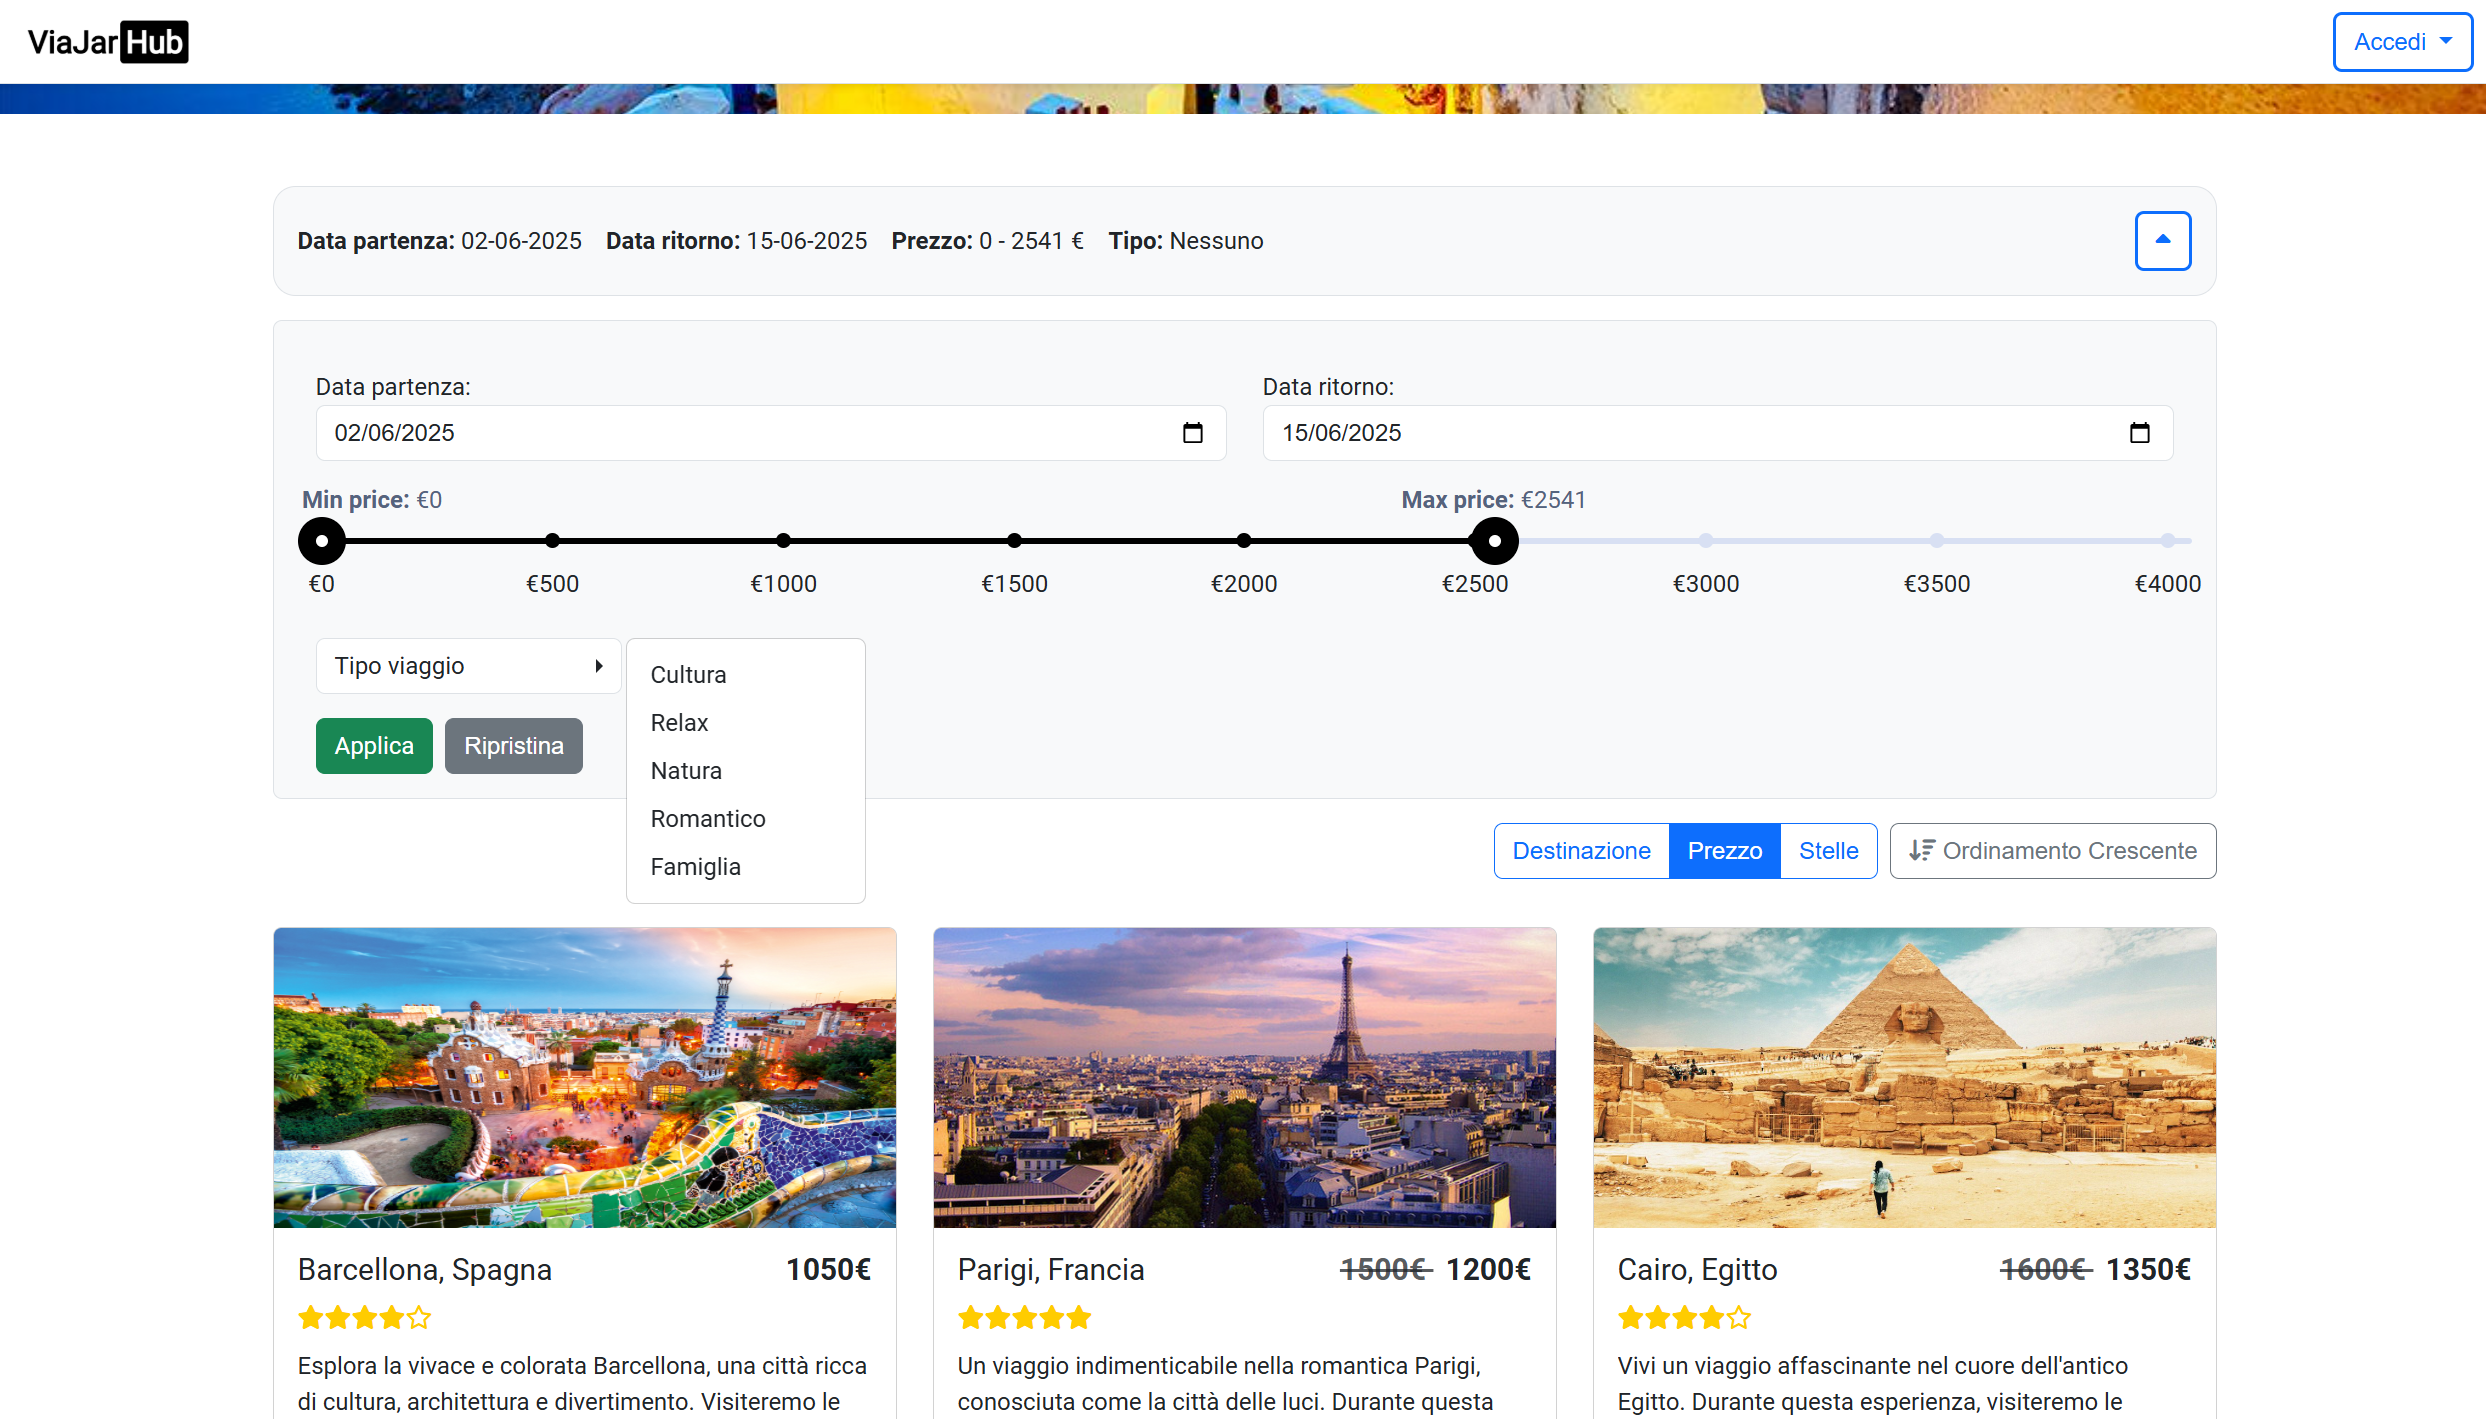 ViaJar Hub
Accedi
Data partenza: 02-06-2025 Data ritorno: 15-06-2025 Prezzo: 0 - 2541 € Tipo: Nessuno
Data partenza:
Data ritorno:
02/06/2025
15/06/2025
Min price: €0
Max price: €2541
€0 €500 €1000 €1500 €2000 €2500 €3000 €3500 €4000
Tipo viaggio
Cultura
Relax
Natura
Romantico
Famiglia
Applica
Ripristina
Destinazione
Prezzo
Stelle
Ordinamento Crescente
Barcellona, Spagna 1050€
Esplora la vivace e colorata Barcellona, una città ricca
di cultura, architettura e divertimento. Visiteremo le
Parigi, Francia 1500€ 1200€
Un viaggio indimenticabile nella romantica Parigi,
conosciuta come la città delle luci. Durante questa
Cairo, Egitto 1600€ 1350€
Vivi un viaggio affascinante nel cuore dell'antico
Egitto. Durante questa esperienza, visiteremo le